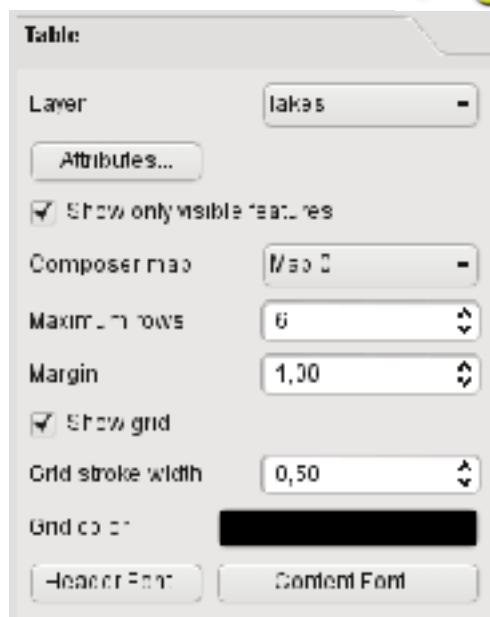 Table
Layer lakes
Attributes...
Show only visible features
Composer map Map 0
Maximum rows 6
Margin 1,00
Show grid
Grid stroke width 0,50
Grid color
Header Font Content Font